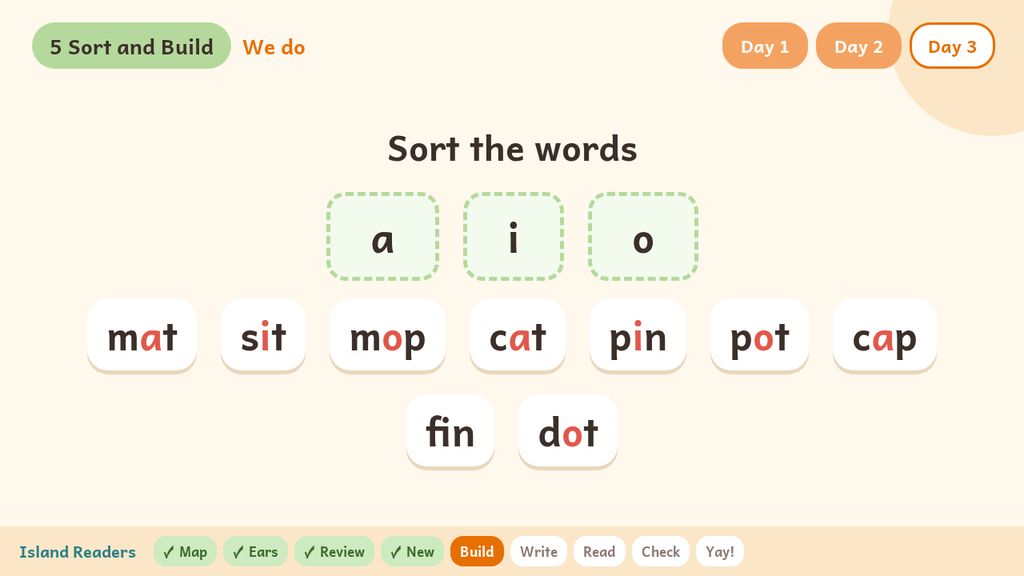 5 Sort and Build We do Day 1 Day 2 Day 3
Sort the words
a i o
mat sit mop cat pin pot cap
fin dot
Island Readers ✓ Map ✓ Ears ✓ Review ✓ New Build Write Read Check Yay!